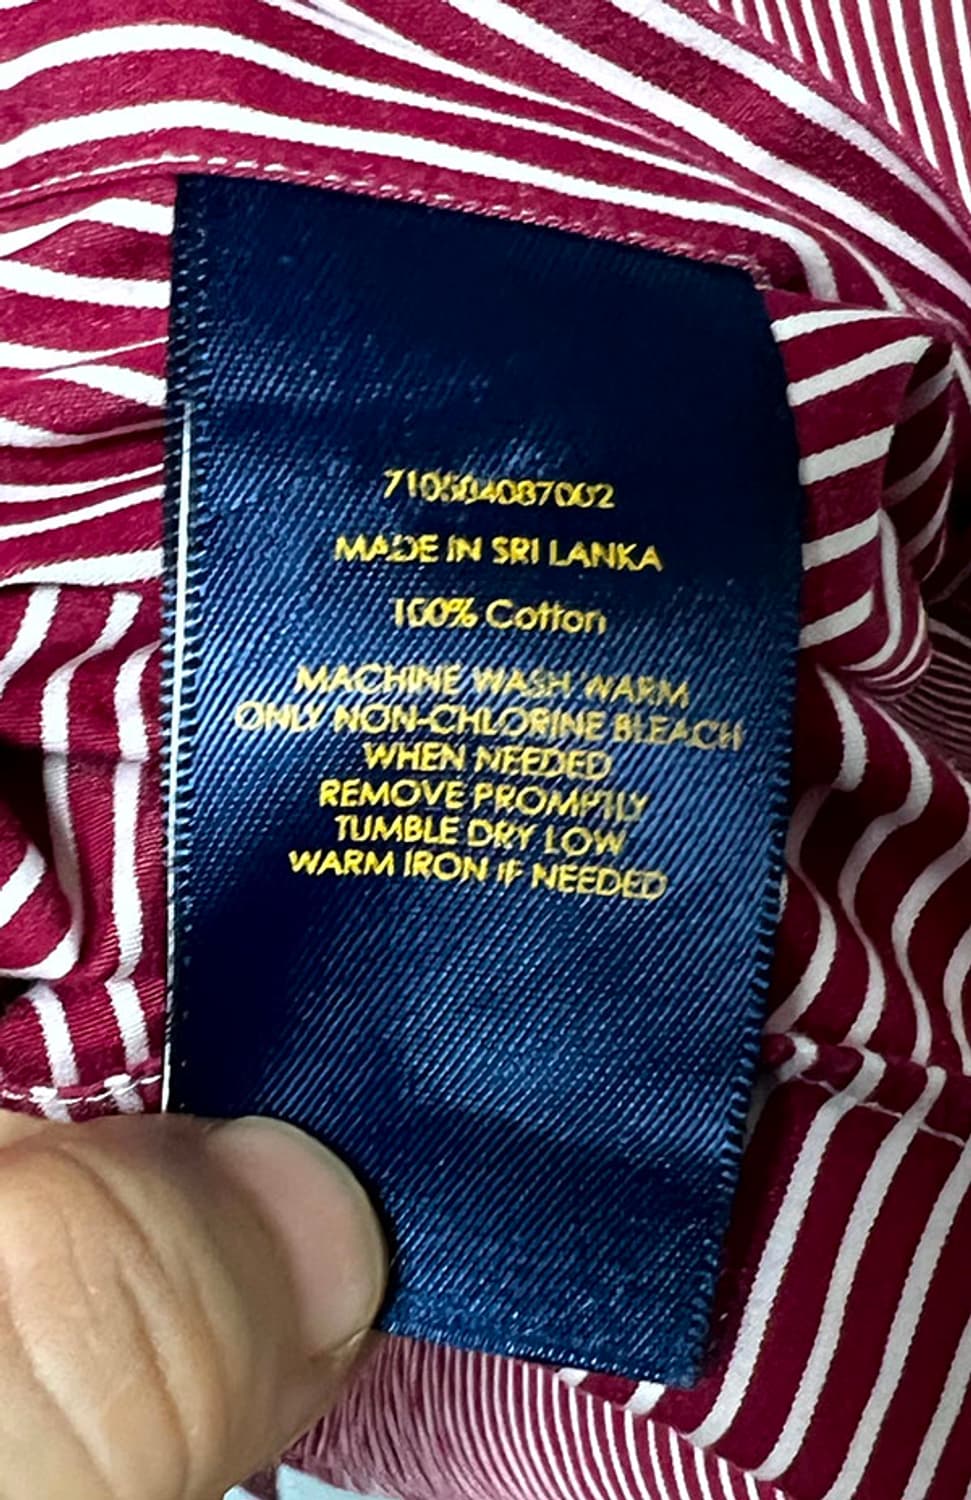 710504087002
MADE IN SRI LANKA
100% Cotton
MACHINE WASH WARM
ONLY NON-CHLORINE BLEACH
WHEN NEEDED
REMOVE PROMPTLY
TUMBLE DRY LOW
WARM IRON IF NEEDED